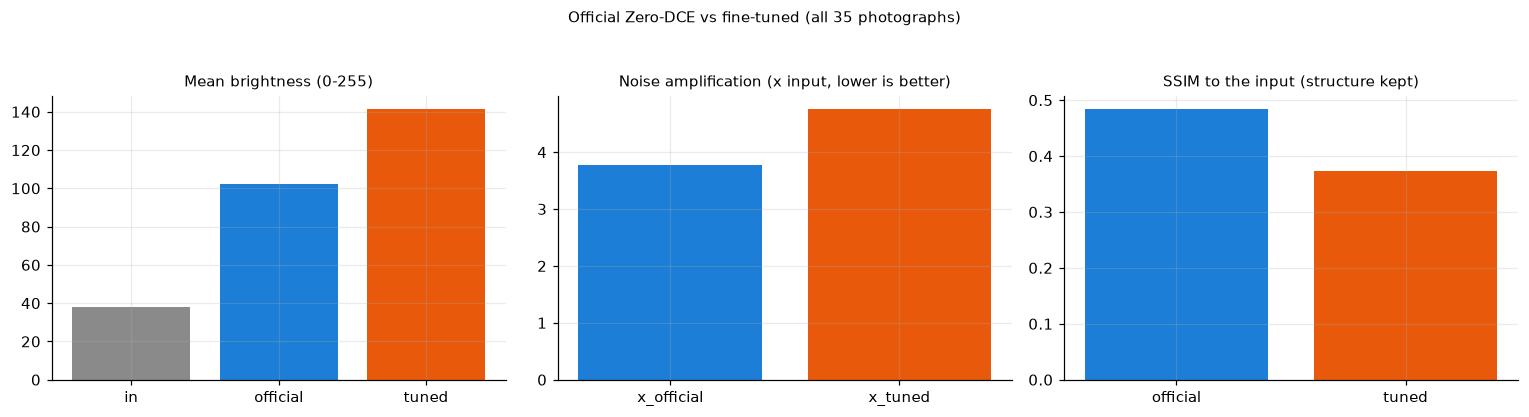 Official Zero-DCE vs fine-tuned (all 35 photographs)
Mean brightness (0-255)
140
120
100
80
60
40
20
0
in
official
tuned
Noise amplification (x input, lower is better)
4
3
2
1
0
x_official
x_tuned
SSIM to the input (structure kept)
0.5
0.4
0.3
0.2
0.1
0.0
official
tuned